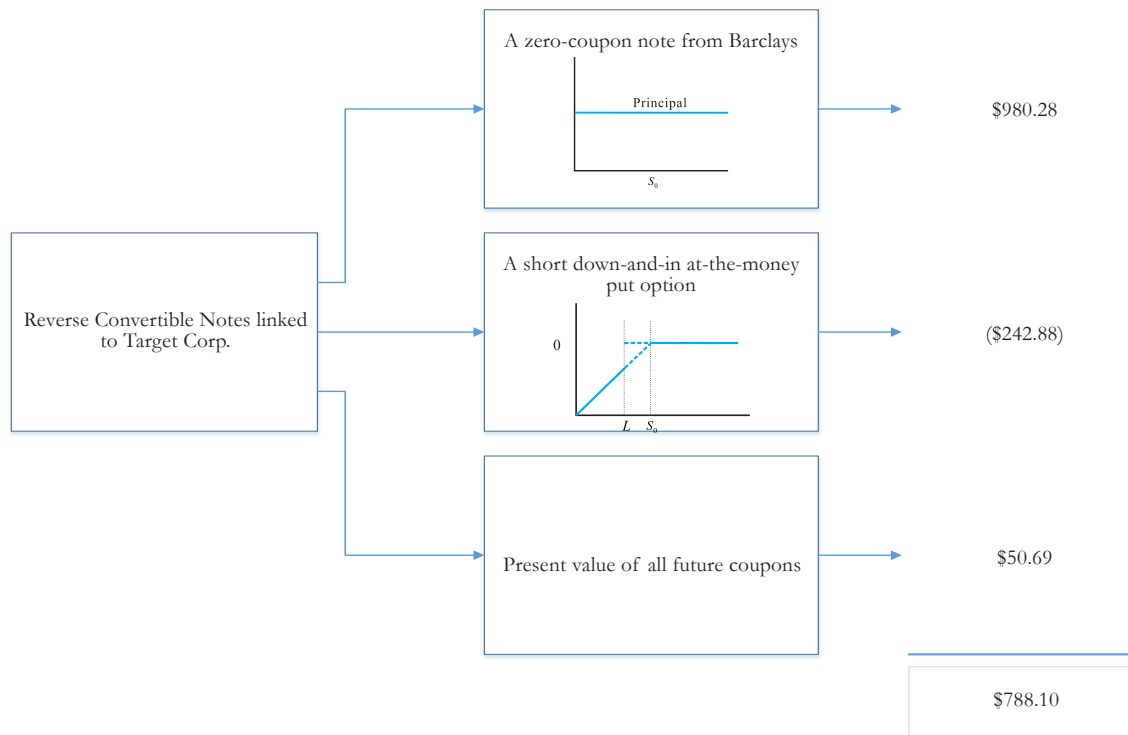 A zero-coupon note from Barclays
Principal
S₀
$980.28
Reverse Convertible Notes linked
to Target Corp.
A short down-and-in at-the-money
put option
0
L S₀
($242.88)
Present value of all future coupons
$50.69
$788.10